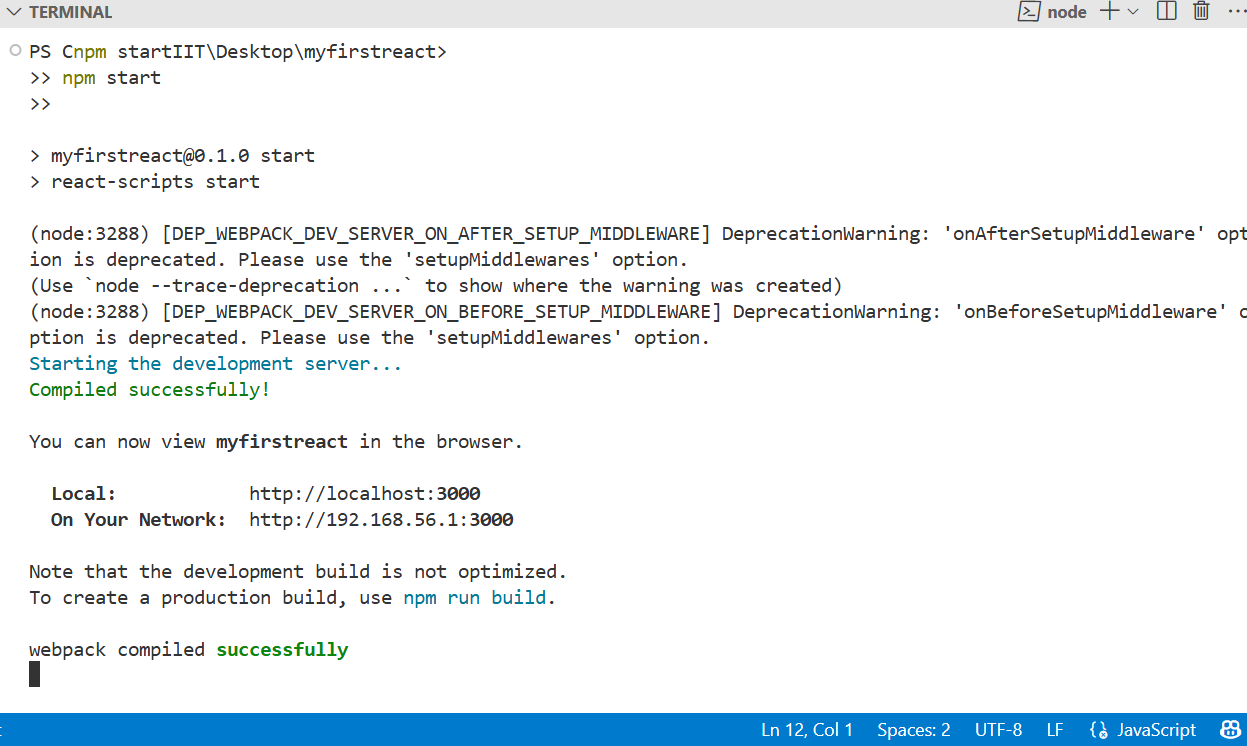 TERMINAL
node
PS Cnpm startIIT\Desktop\myfirstreact>
>> npm start
>>
> myfirstreact@0.1.0 start
> react-scripts start
(node:3288) [DEP_WEBPACK_DEV_SERVER_ON_AFTER_SETUP_MIDDLEWARE] DeprecationWarning: 'onAfterSetupMiddleware' opt
ion is deprecated. Please use the 'setupMiddlewares' option.
(Use `node --trace-deprecation ...` to show where the warning was created)
(node:3288) [DEP_WEBPACK_DEV_SERVER_ON_BEFORE_SETUP_MIDDLEWARE] DeprecationWarning: 'onBeforeSetupMiddleware' o
ption is deprecated. Please use the 'setupMiddlewares' option.
Starting the development server...
Compiled successfully!
You can now view myfirstreact in the browser.
Local: http://localhost:3000
On Your Network: http://192.168.56.1:3000
Note that the development build is not optimized.
To create a production build, use npm run build.
webpack compiled successfully
Ln 12, Col 1 Spaces: 2 UTF-8 LF JavaScript